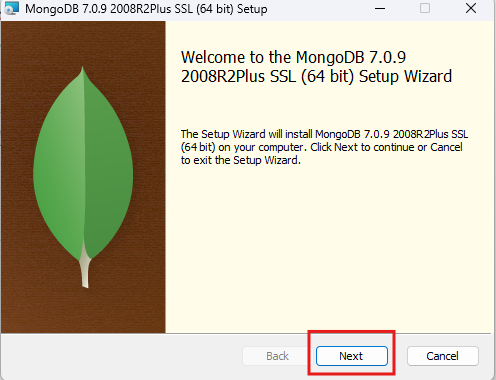 MongoDB 7.0.9 2008R2Plus SSL (64 bit) Setup
Welcome to the MongoDB 7.0.9
2008R2Plus SSL (64 bit) Setup Wizard
The Setup Wizard will install MongoDB 7.0.9 2008R2Plus SSL
(64 bit) on your computer. Click Next to continue or Cancel
to exit the Setup Wizard.
Back Next Cancel